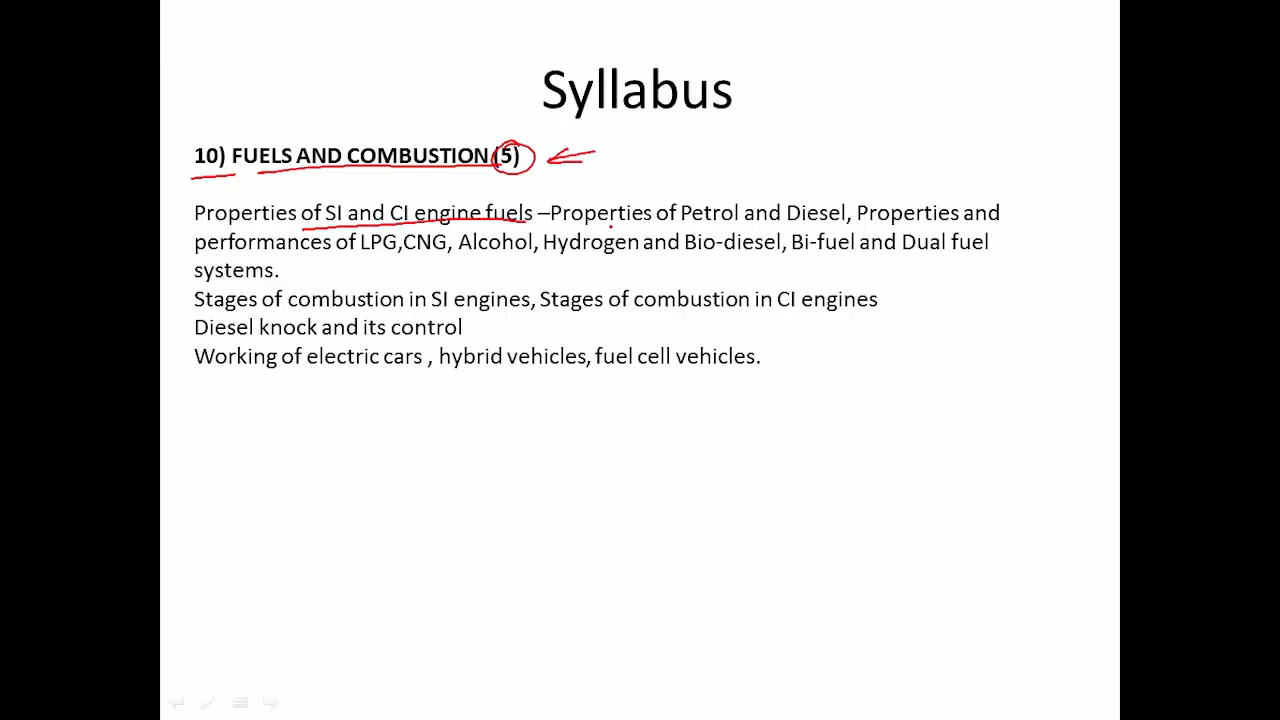 Syllabus
10) FUELS AND COMBUSTION (5)
Properties of SI and CI engine fuels –Properties of Petrol and Diesel, Properties and
performances of LPG,CNG, Alcohol, Hydrogen and Bio-diesel, Bi-fuel and Dual fuel
systems.
Stages of combustion in SI engines, Stages of combustion in CI engines
Diesel knock and its control
Working of electric cars , hybrid vehicles, fuel cell vehicles.